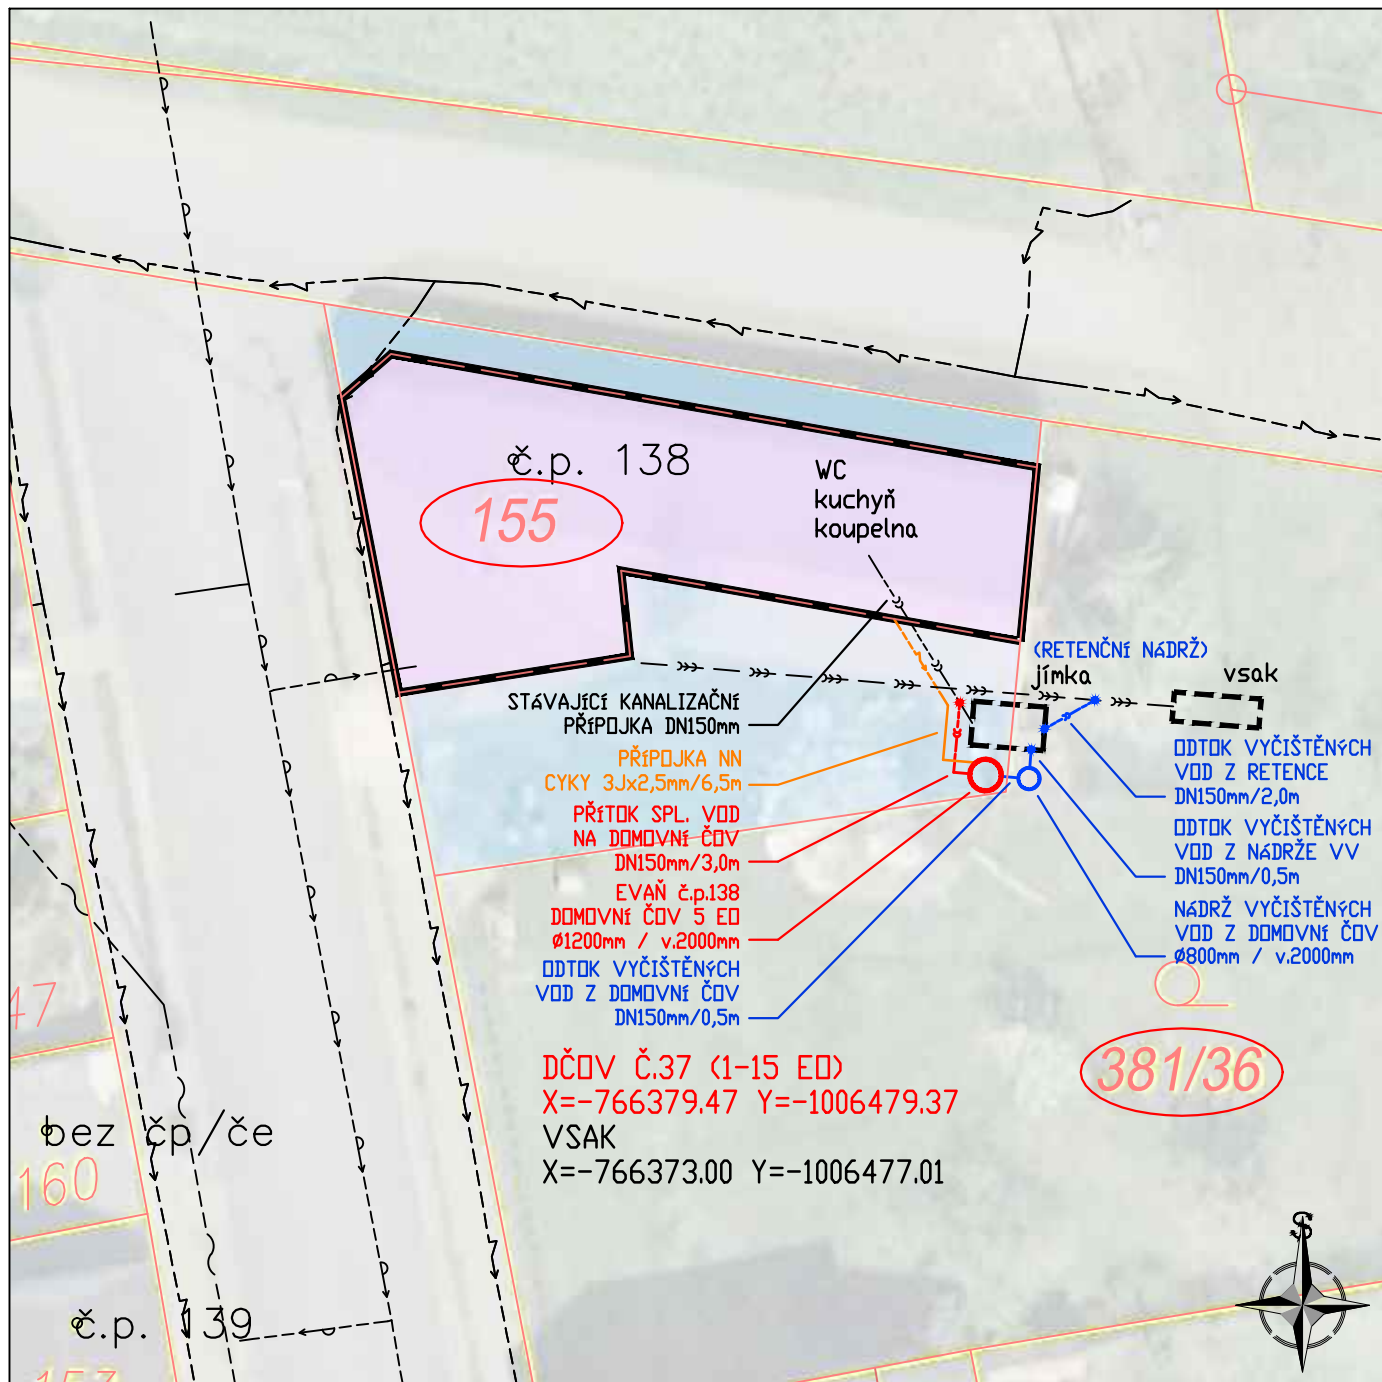 č.p. 138
155
WC
kuchyň
koupelna
(RETENČNÍ NÁDRŽ)
jímka
vsak
STÁVAJÍCÍ KANALIZAČNÍ
PŘÍPOJKA DN150mm
PŘÍPOJKA NN
CYKY 3Jx2,5mm/6,5m
PŘÍTOK SPL. VOD
NA DOMOVNÍ ČOV
DN150mm/3,0m
EVAŇ č.p.138
DOMOVNÍ ČOV 5 EO
Ø1200mm / v.2000mm
ODTOK VYČIŠTĚNÝCH
VOD Z DOMOVNÍ ČOV
DN150mm/0,5m
ODTOK VYČIŠTĚNÝCH
VOD Z RETENCE
DN150mm/2,0m
ODTOK VYČIŠTĚNÝCH
VOD Z NÁDRŽE VV
DN150mm/0,5m
NÁDRŽ VYČIŠTĚNÝCH
VOD Z DOMOVNÍ ČOV
Ø800mm / v.2000mm
DČOV Č.37 (1-15 EO)
X=-766379.47 Y=-1006479.37
VSAK
X=-766373.00 Y=-1006477.01
381/36
47
bez čp/če
160
č.p. 139
S